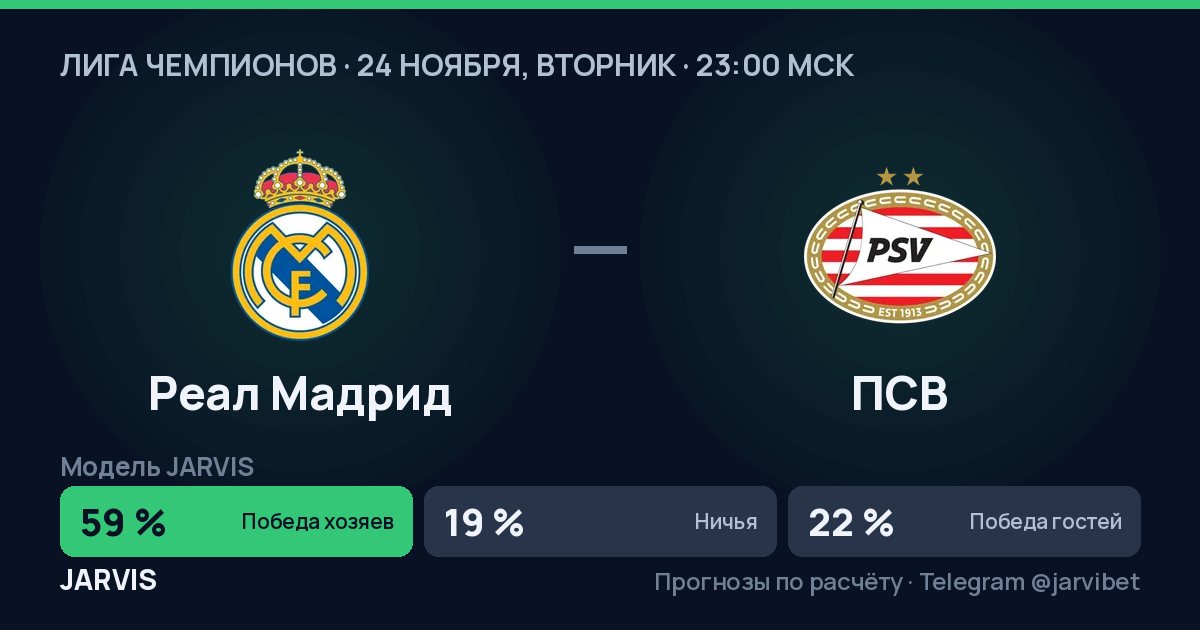 ЛИГА ЧЕМПИОНОВ · 24 НОЯБРЯ, ВТОРНИК · 23:00 МСК
PSV
EST 1913
Реал Мадрид
ПСВ
Модель JARVIS
59 % Победа хозяев
19 % Ничья
22 % Победа гостей
JARVIS
Прогнозы по расчёту · Telegram @jarvibet